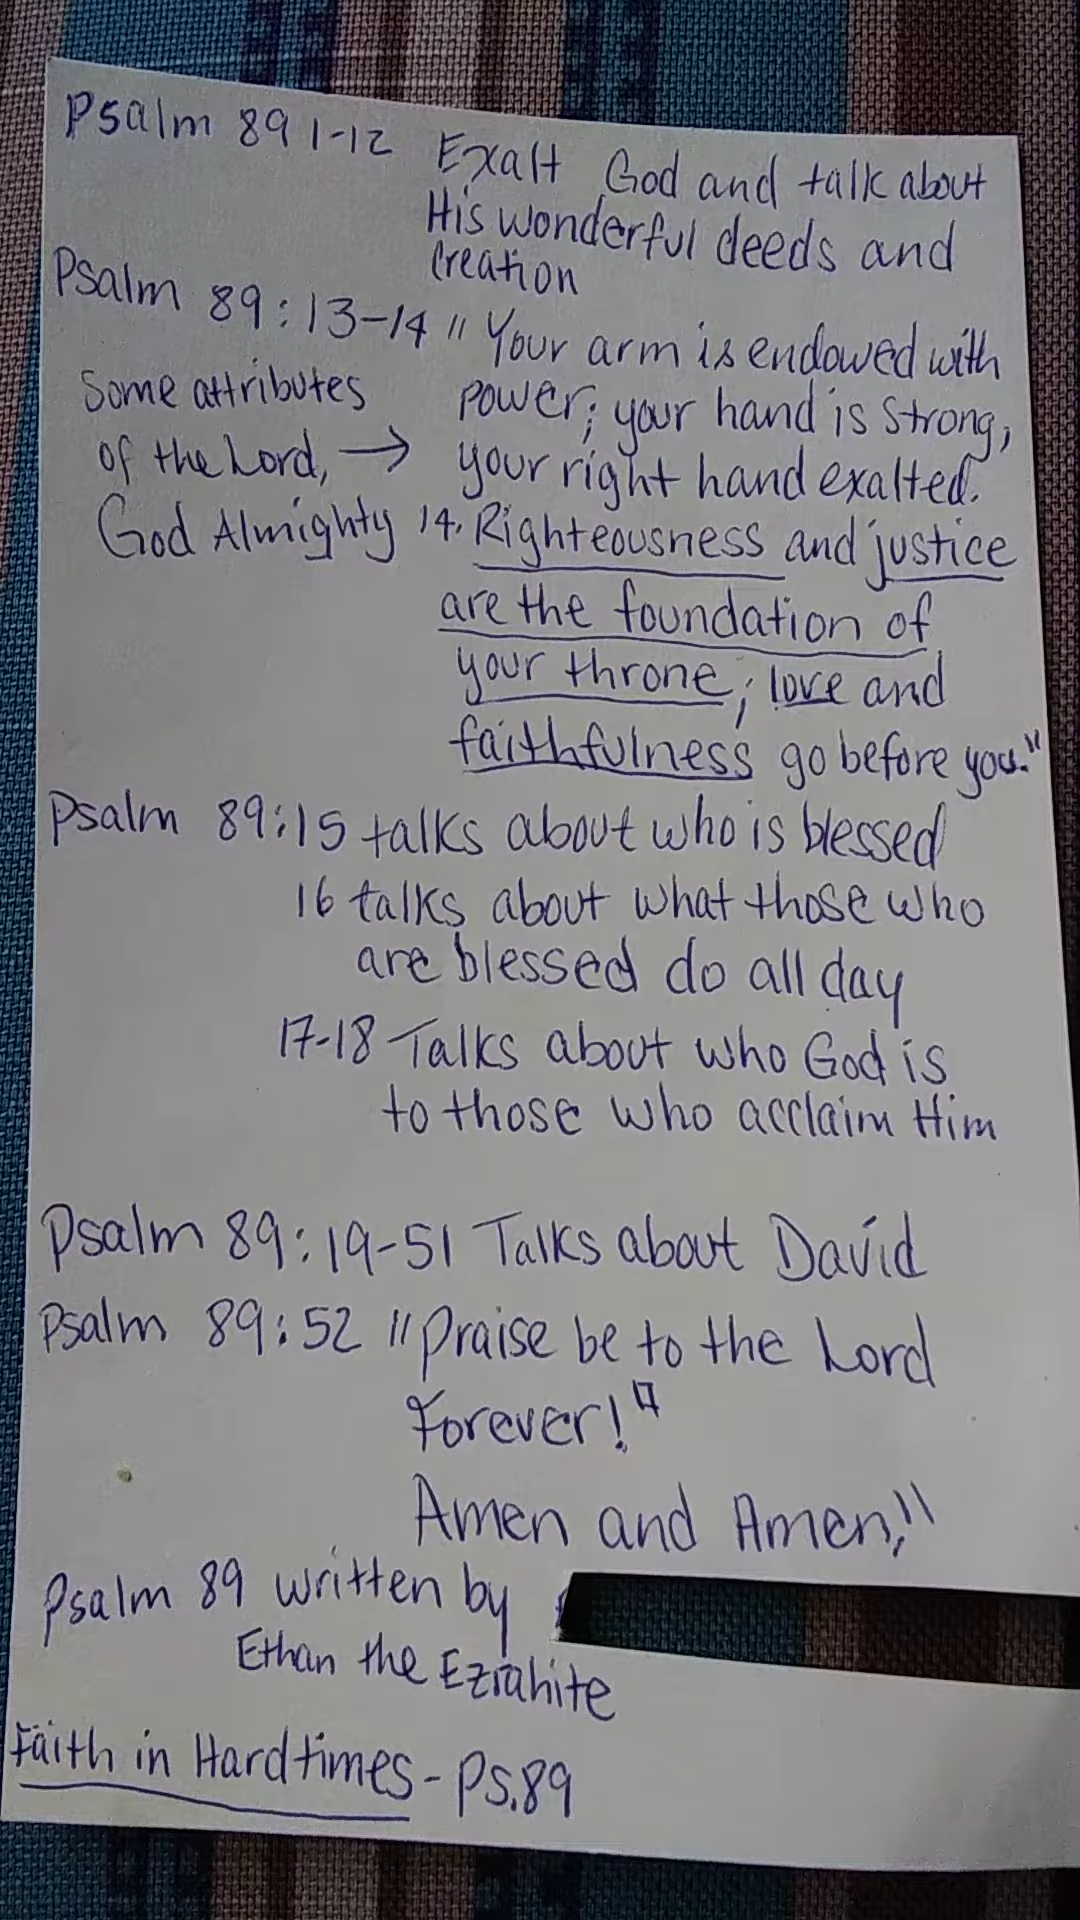 Psalm 89 1-12 Exalt God and talk about
His wonderful deeds and
Creation
Psalm 89:13-14 "Your arm is endowed with
Some attributes power; your hand is strong,
of the Lord, → your right hand exalted.
God Almighty 14. Righteousness and justice
are the foundation of
your throne; love and
faithfulness go before you."
Psalm 89:15 talks about who is blessed
16 talks about what those who
are blessed do all day
17-18 Talks about who God is
to those who acclaim Him
Psalm 89:19-51 Talks about David
Psalm 89:52 "Praise be to the Lord
Forever!"
Amen and Amen."
Psalm 89 written by
Ethan the Ezrahite
Faith in Hard times - Ps.89